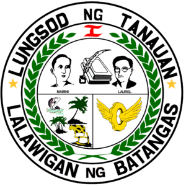 LUNGSOD NG TANAUAN
MABINI
LAUREL
LALAWIGAN NG BATANGAS